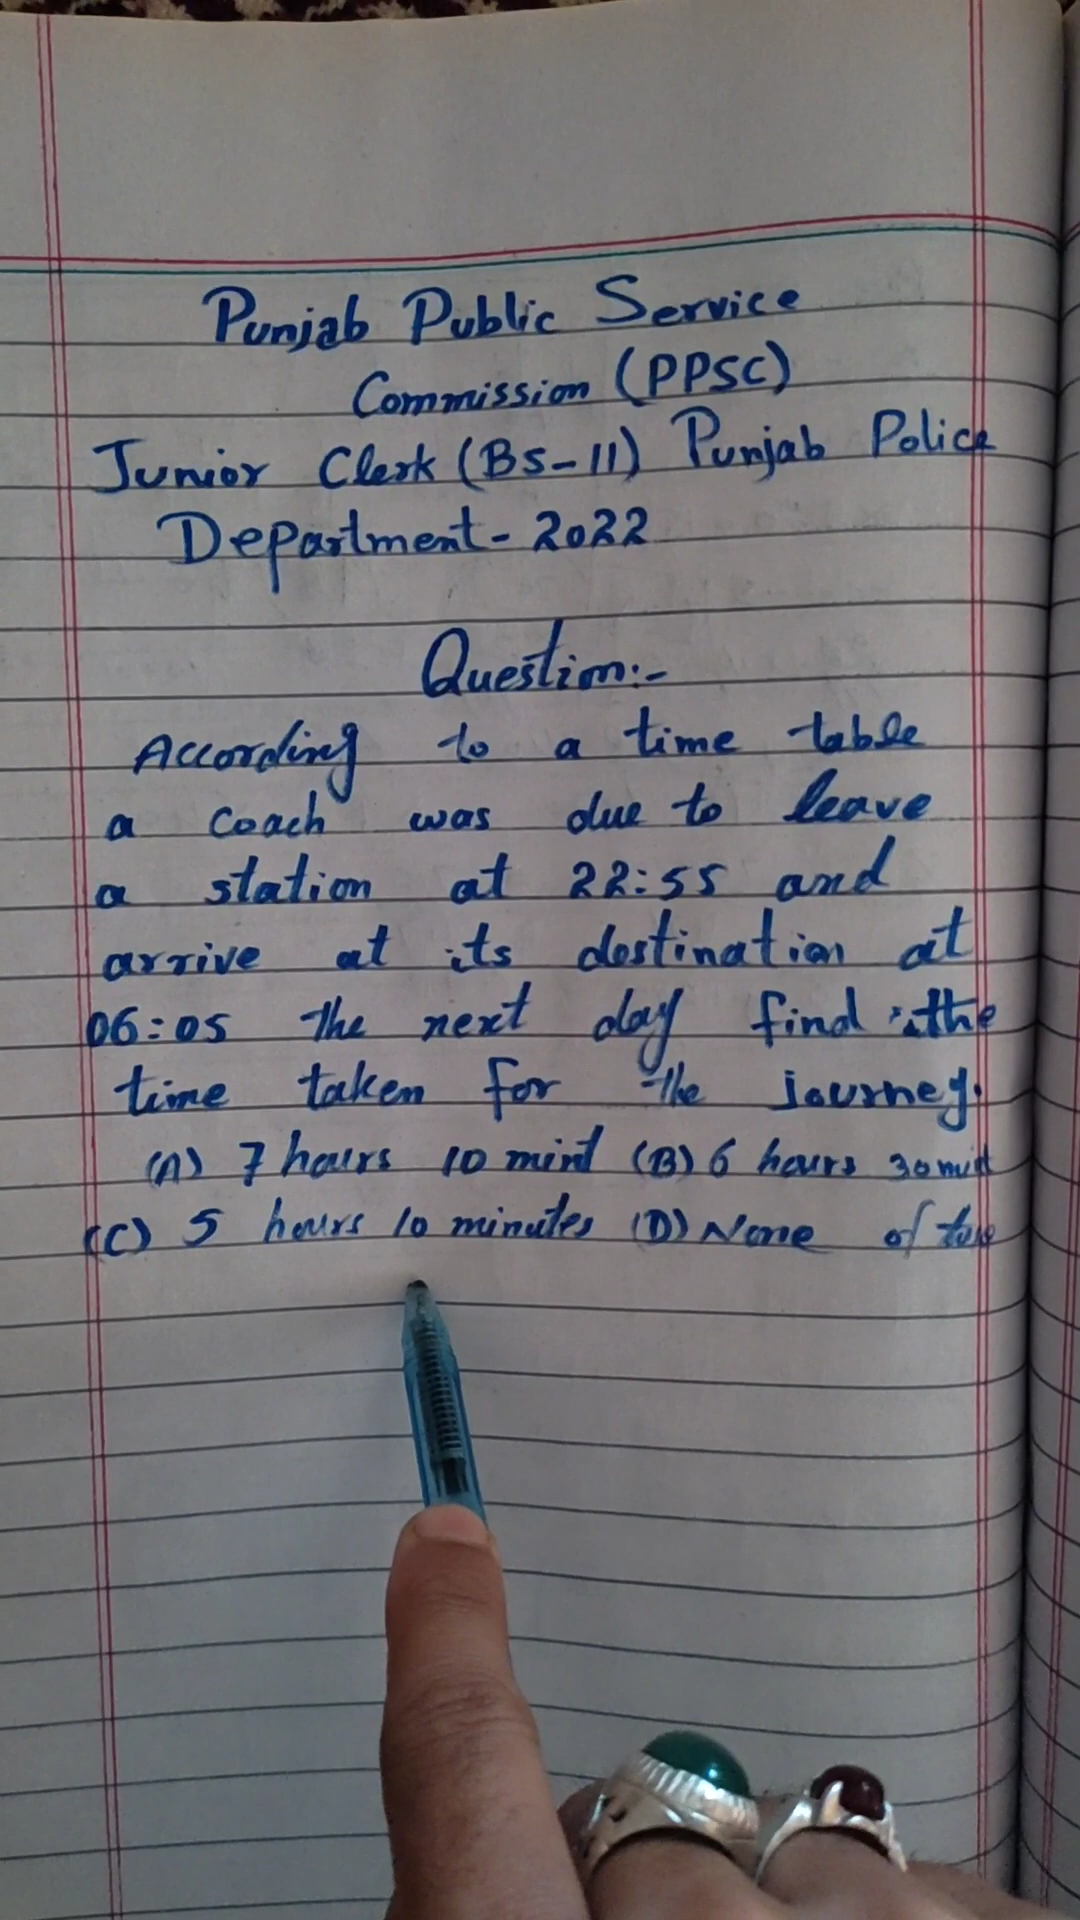 Punjab Public Service
Commission (PPSC)
Junior Clerk (BS-11) Punjab Police
Department- 2022
Question:-
According to a time table
a coach was due to leave
a station at 22:55 and
arrive at its destination at
06:05 the next day find the
time taken for the journey.
(A) 7 hours 10 mint (B) 6 hours 30 mint
(C) 5 hours 10 minutes (D) None of